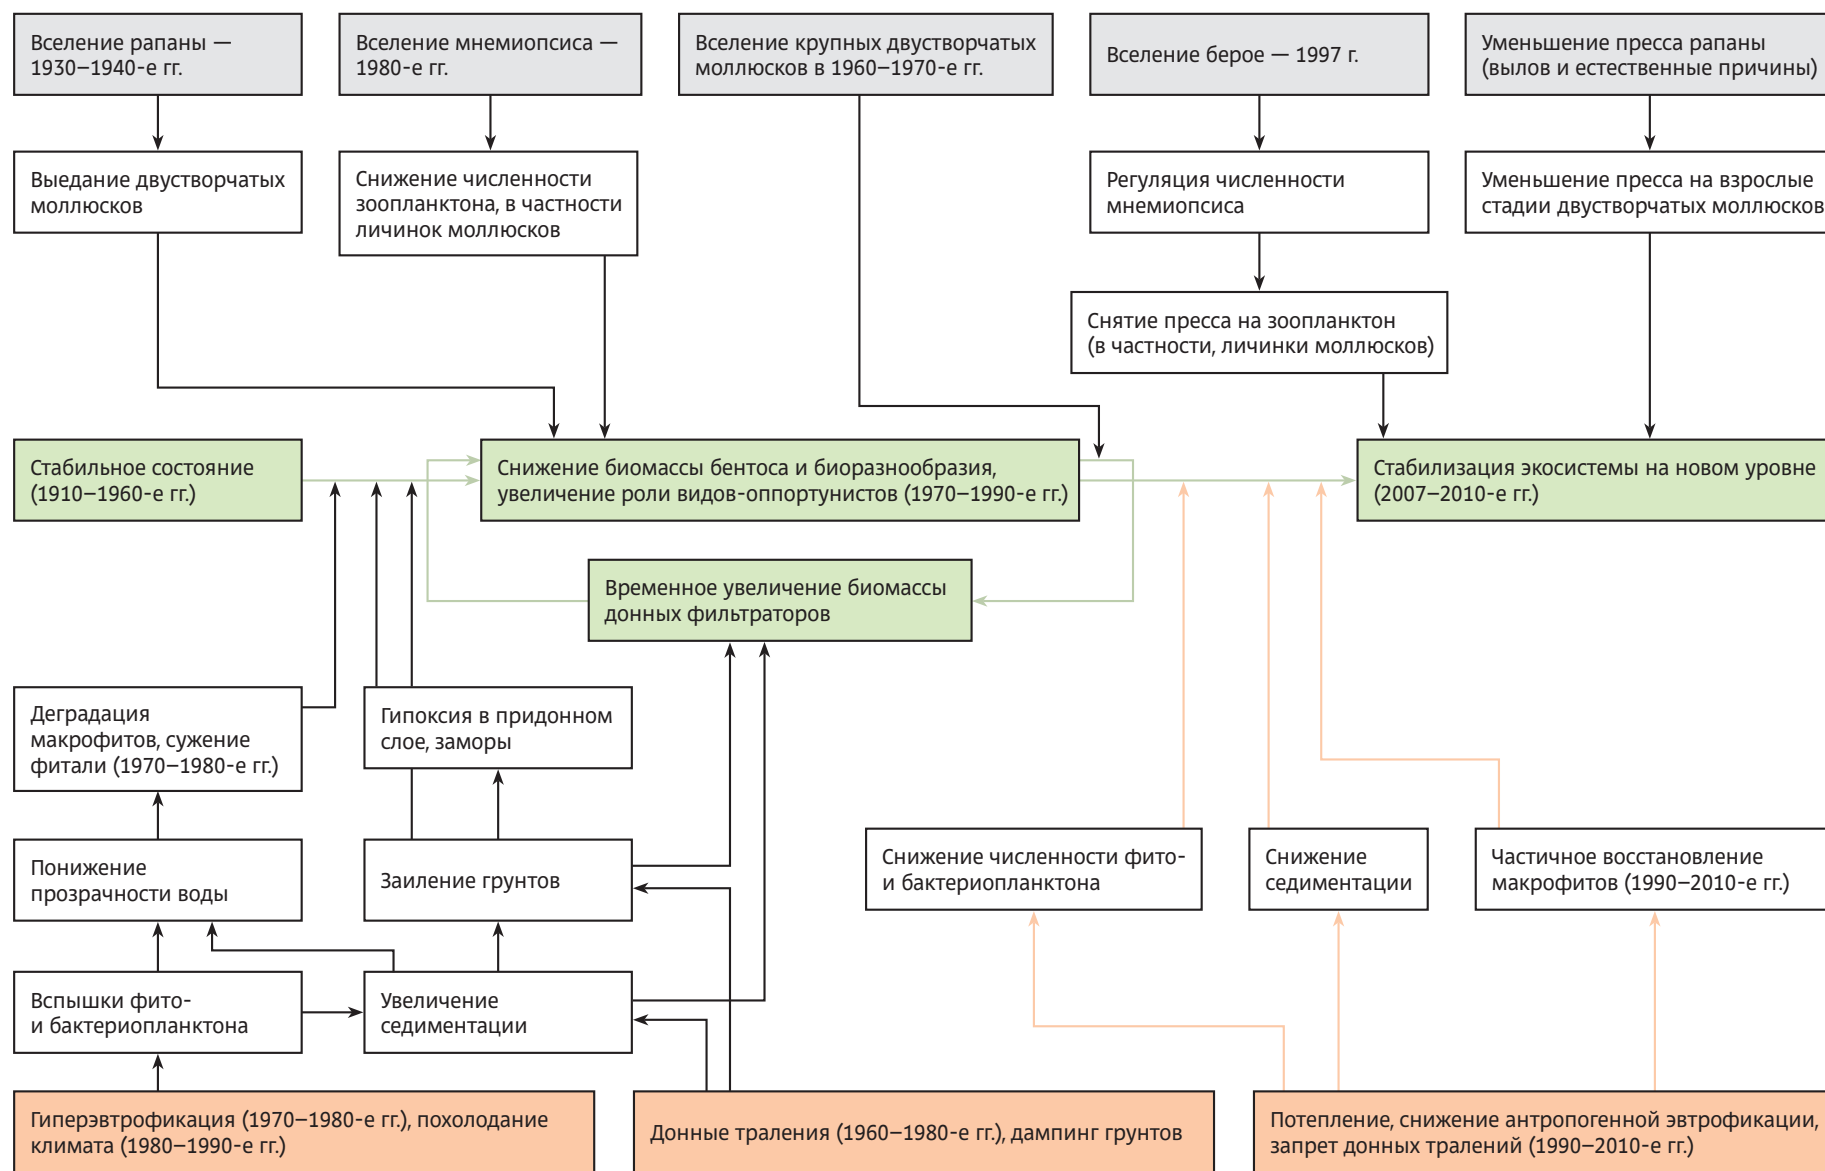 Вселение рапаны —
1930–1940-е гг.
Вселение мнемиопсиса —
1980-е гг.
Вселение крупных двустворчатых
моллюсков в 1960–1970-е гг.
Вселение берое — 1997 г.
Уменьшение пресса рапаны
(вылов и естественные причины)
Выедание двустворчатых
моллюсков
Снижение численности
зоопланктона, в частности
личинок моллюсков
Регуляция численности
мнемиопсиса
Уменьшение пресса на взрослые
стадии двустворчатых моллюсков
Снятие пресса на зоопланктон
(в частности, личинки моллюсков)
Стабильное состояние
(1910–1960-е гг.)
Снижение биомассы бентоса и биоразнообразия,
увеличение роли видов-оппортунистов (1970–1990-е гг.)
Стабилизация экосистемы на новом уровне
(2007–2010-е гг.)
Временное увеличение биомассы
донных фильтраторов
Деградация
макрофитов, сужение
фитали (1970–1980-е гг.)
Гипоксия в придонном
слое, заморы
Понижение
прозрачности воды
Заиление грунтов
Снижение численности фито-
и бактериопланктона
Снижение
седиментации
Частичное восстановление
макрофитов (1990–2010-е гг.)
Вспышки фито-
и бактериопланктона
Увеличение
седиментации
Гиперэвтрофикация (1970–1980-е гг.), похолодание
климата (1980–1990-е гг.)
Донные траления (1960–1980-е гг.), дампинг грунтов
Потепление, снижение антропогенной эвтрофикации,
запрет донных тралений (1990–2010-е гг.)